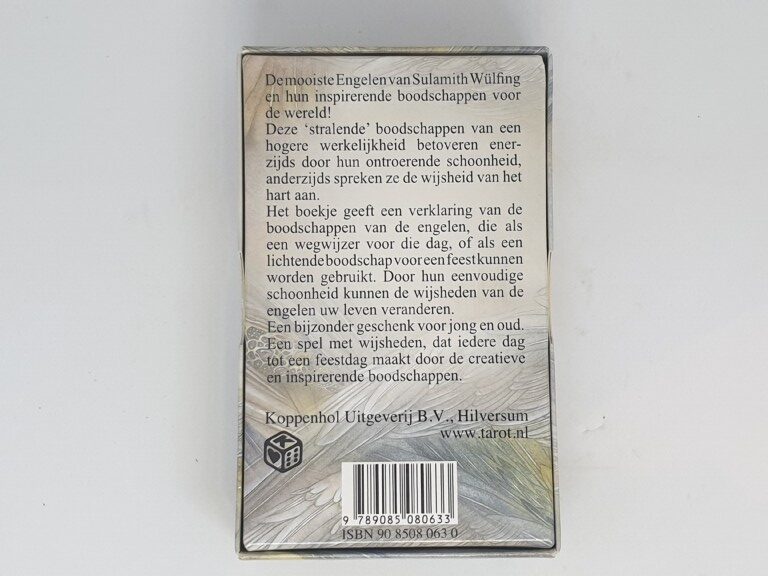 De mooiste Engelen van Sulamith Wülfing
en hun inspirerende boodschappen voor
de wereld!
Deze ‘stralende’ boodschappen van een
hogere werkelijkheid betoveren ener-
zijds door hun ontroerende schoonheid,
anderzijds spreken ze de wijsheid van het
hart aan.
Het boekje geeft een verklaring van de
boodschappen van de engelen, die als
een wegwijzer voor die dag, of als een
lichtende boodschap voor een feest kunnen
worden gebruikt. Door hun eenvoudige
schoonheid kunnen de wijsheden van de
engelen uw leven veranderen.
Een bijzonder geschenk voor jong en oud.
Een spel met wijsheden, dat iedere dag
tot een feestdag maakt door de creatieve
en inspirerende boodschappen.
Koppenhol Uitgeverij B.V., Hilversum
www.tarot.nl
K
9 789085 080633
ISBN 90 8508 063 0